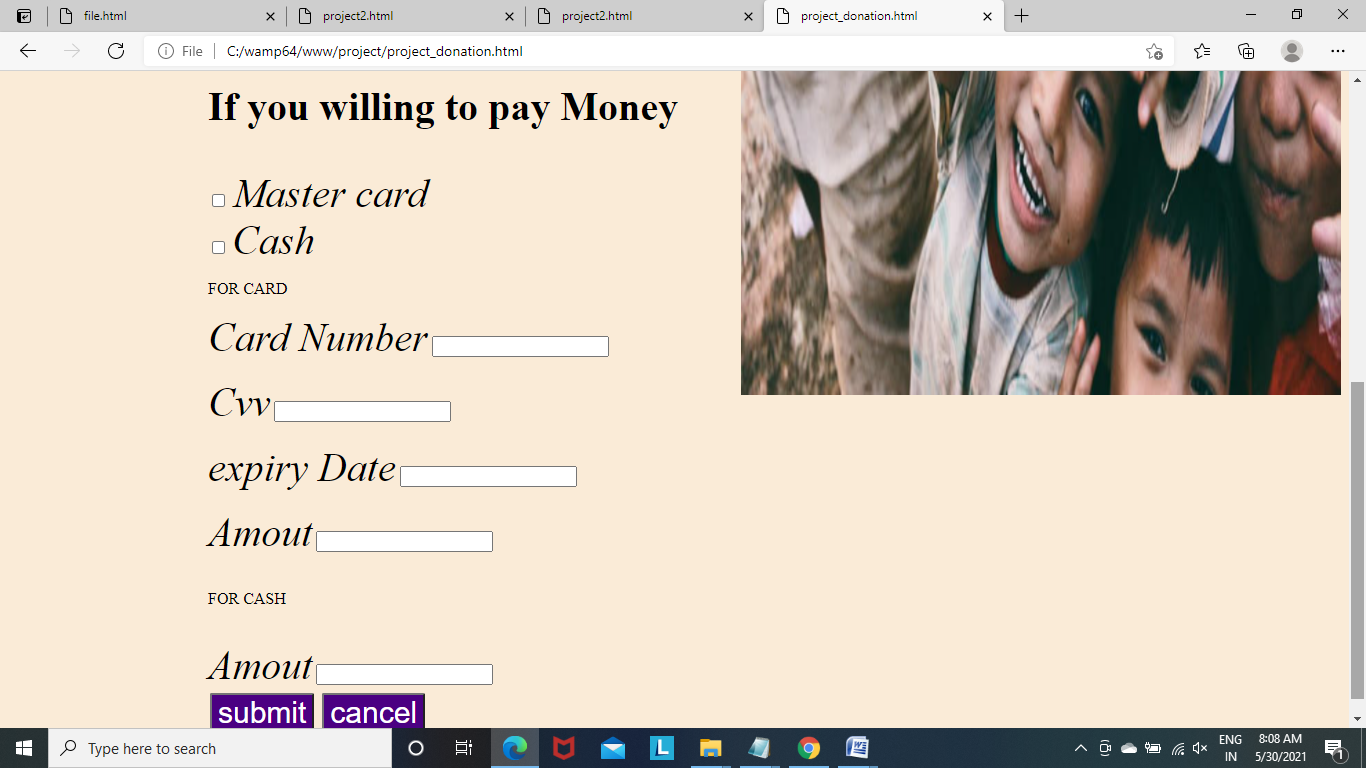 file.html
project2.html
project2.html
project_donation.html
File
C:/wamp64/www/project/project_donation.html
If you willing to pay Money
Master card
Cash
FOR CARD
Card Number
Cvv
expiry Date
Amout
FOR CASH
Amout
submit cancel
Type here to search
L
W
ENG
IN
8:08 AM
5/30/2021
1